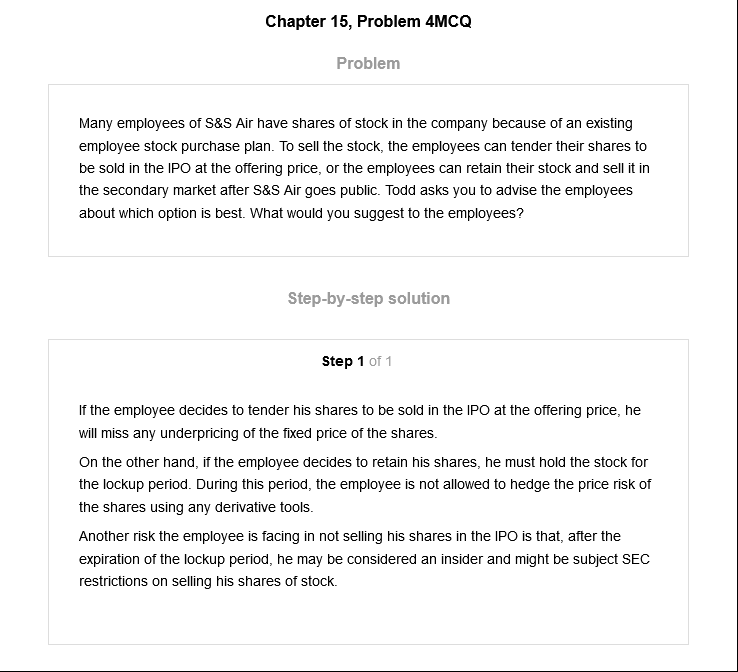 Chapter 15, Problem 4MCQ
Problem
Many employees of S&S Air have shares of stock in the company because of an existing
employee stock purchase plan. To sell the stock, the employees can tender their shares to
be sold in the IPO at the offering price, or the employees can retain their stock and sell it in
the secondary market after S&S Air goes public. Todd asks you to advise the employees
about which option is best. What would you suggest to the employees?
Step-by-step solution
Step 1 of 1
If the employee decides to tender his shares to be sold in the IPO at the offering price, he
will miss any underpricing of the fixed price of the shares.
On the other hand, if the employee decides to retain his shares, he must hold the stock for
the lockup period. During this period, the employee is not allowed to hedge the price risk of
the shares using any derivative tools.
Another risk the employee is facing in not selling his shares in the IPO is that, after the
expiration of the lockup period, he may be considered an insider and might be subject SEC
restrictions on selling his shares of stock.